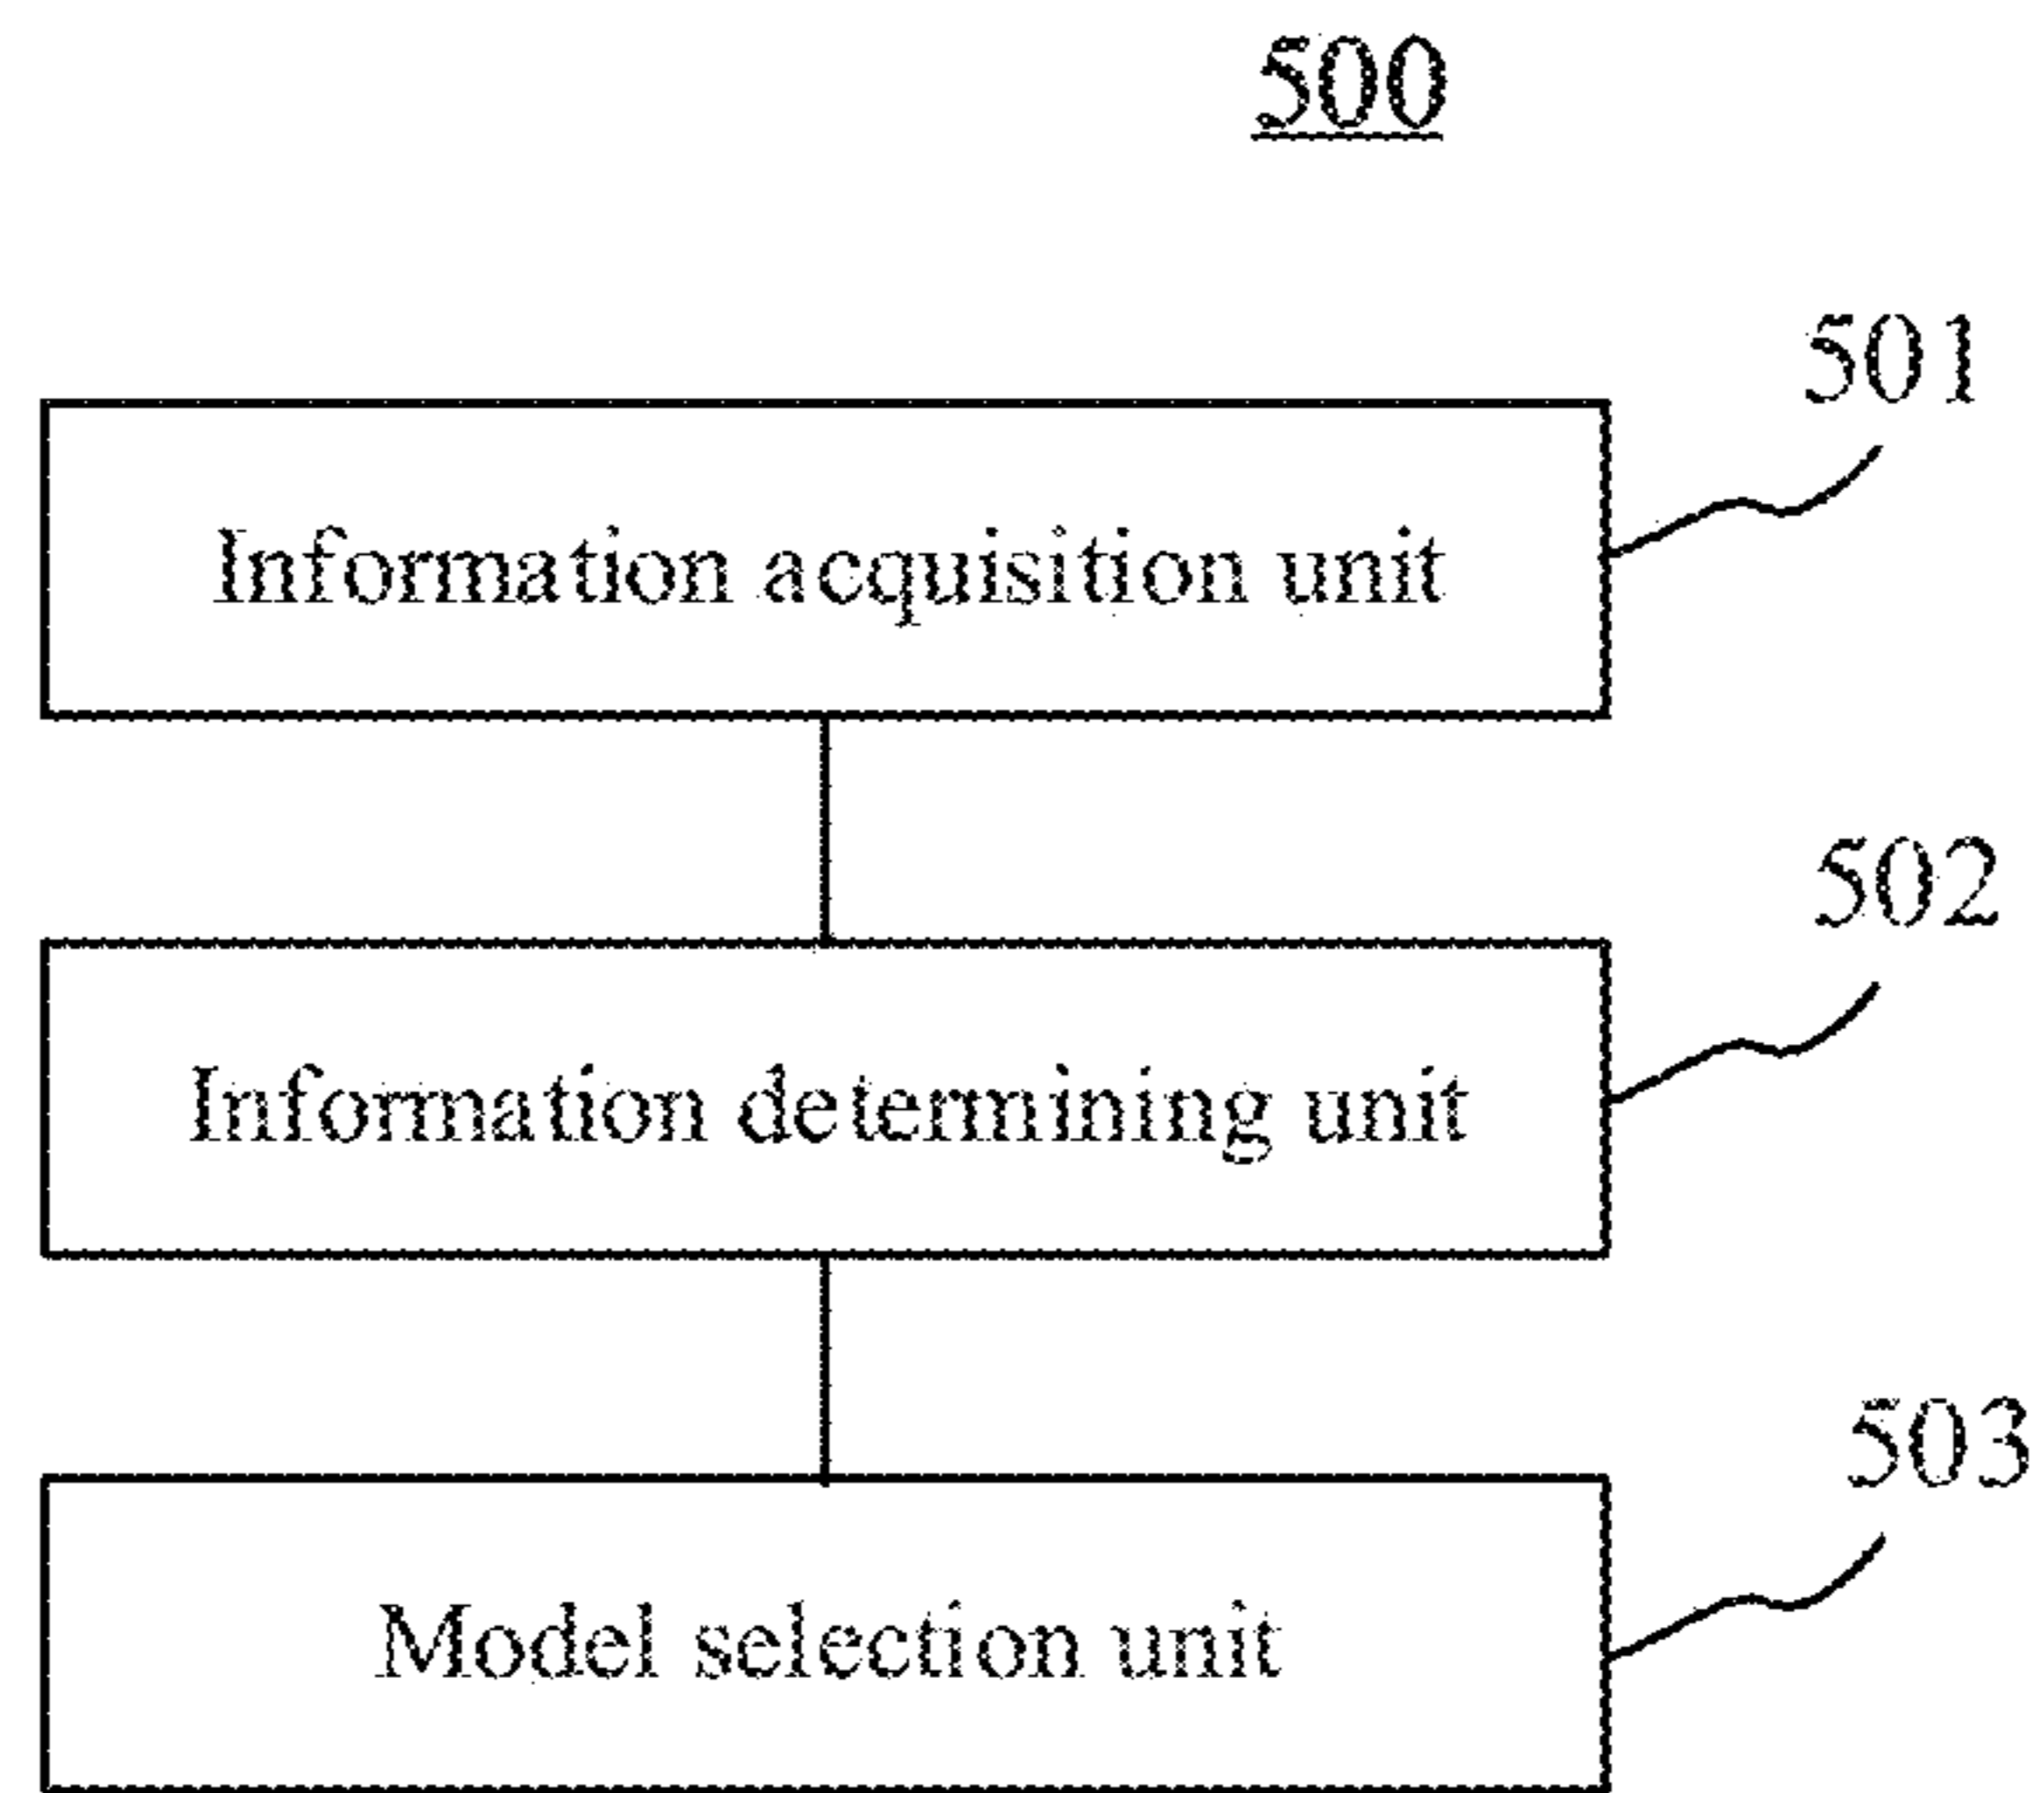 500
501
Information acquisition unit
502
Information determining unit
503
Model selection unit